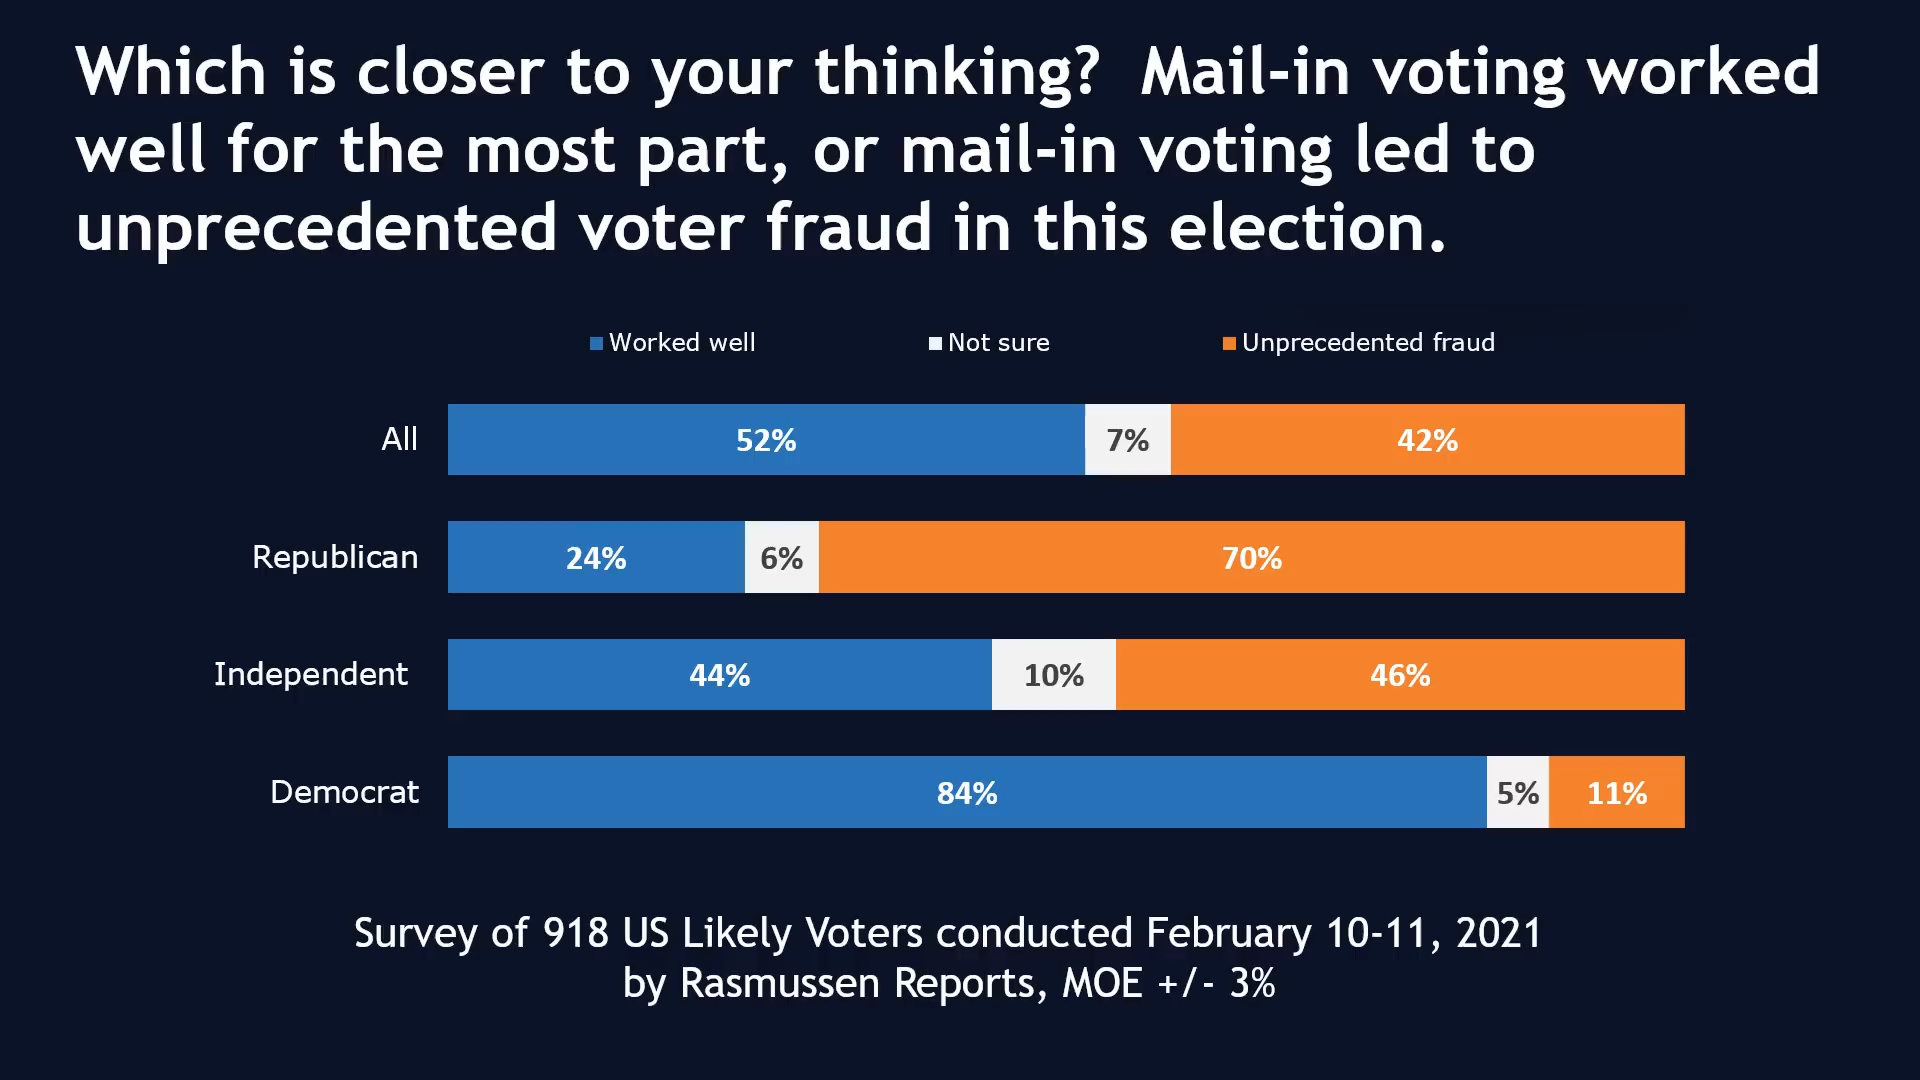 Which is closer to your thinking?  Mail-in voting worked
well for the most part, or mail-in voting led to
unprecedented voter fraud in this election.
Worked well
Not sure
Unprecedented fraud
All
52%
7%
42%
Republican
24%
6%
70%
Independent
44%
10%
46%
Democrat
84%
5%
11%
Survey of 918 US Likely Voters conducted February 10-11, 2021
by Rasmussen Reports, MOE +/- 3%